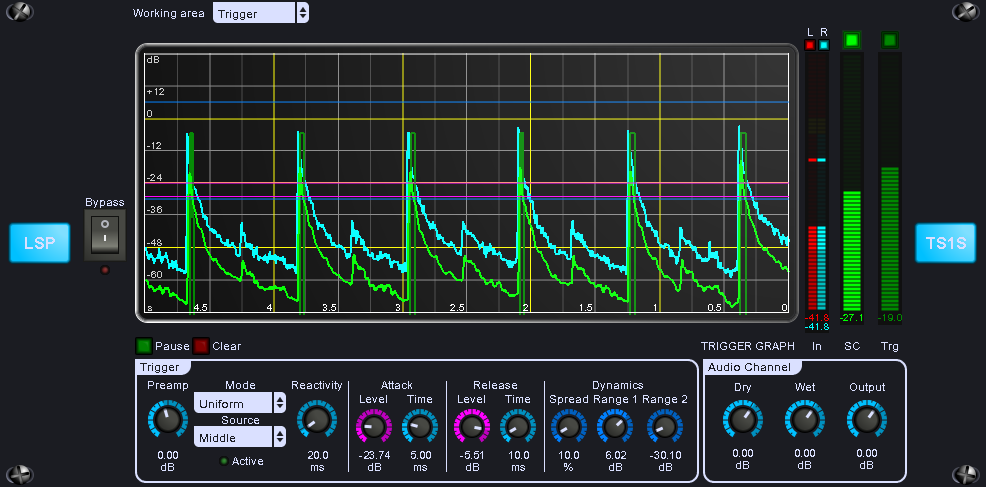 Working area Trigger
L R
dB
+12
0
-12
-24
-36
-48
-60
s 4.5 4 3.5 3 2.5 2 1.5 1 0.5 0
Bypass
LSP
TS1S
-41.6 -27.1 -19.0
-41.8
Pause Clear TRIGGER GRAPH In SC Trg
Trigger Audio Channel
Preamp Mode Reactivity Attack Release Dynamics Dry Wet Output
Level Time Level Time Spread Range 1 Range 2
Uniform
Source
Middle
0.00 20.0 -23.74 5.00 -5.51 10.0 10.0 6.02 -30.10 0.00 0.00 0.00
dB Active ms dB ms dB ms % dB dB dB dB dB